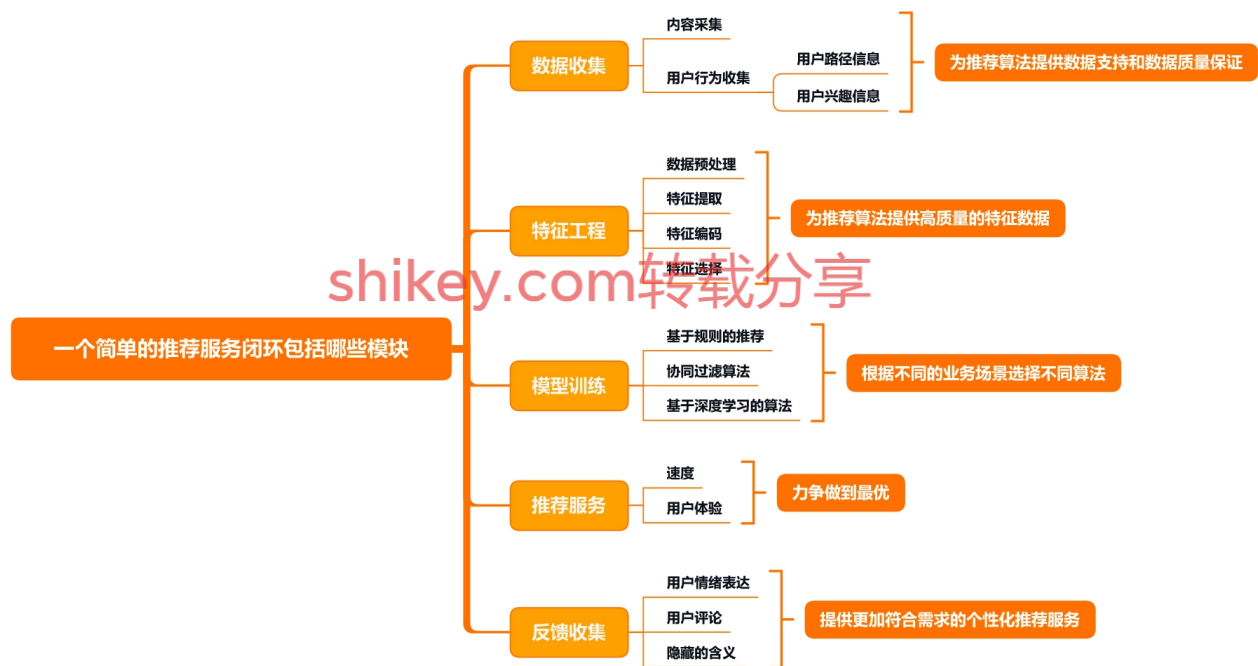 一个简单的推荐服务闭环包括哪些模块
数据收集
内容采集
用户行为收集
用户路径信息
用户兴趣信息
为推荐算法提供数据支持和数据质量保证
特征工程
数据预处理
特征提取
特征编码
特征选择
为推荐算法提供高质量的特征数据
shikey.com转载分享
模型训练
基于规则的推荐
协同过滤算法
基于深度学习的算法
根据不同的业务场景选择不同算法
推荐服务
速度
用户体验
力争做到最优
反馈收集
用户情绪表达
用户评论
隐藏的含义
提供更加符合需求的个性化推荐服务